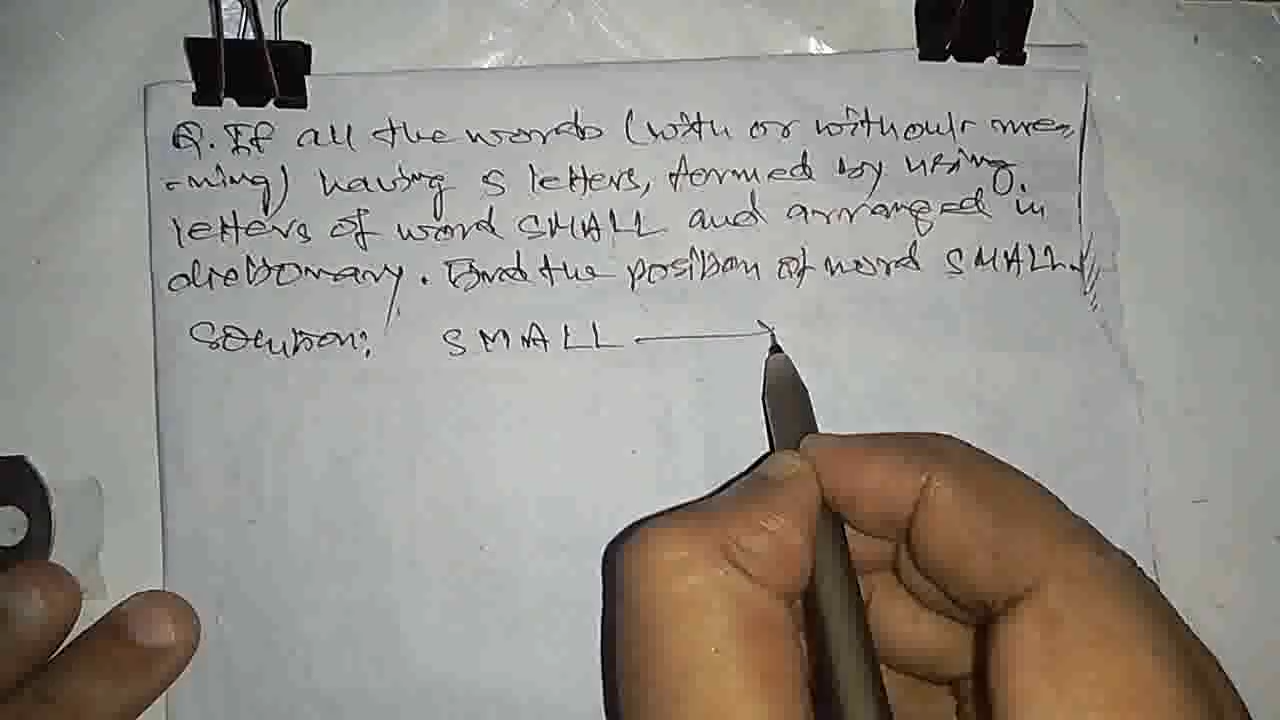 Q. If all the words (with or without mea
-ning) having 5 letters, formed by using
letters of word SMALL and arranged in
dictionary. Find the position of word SMALL.
Solution: SMALL